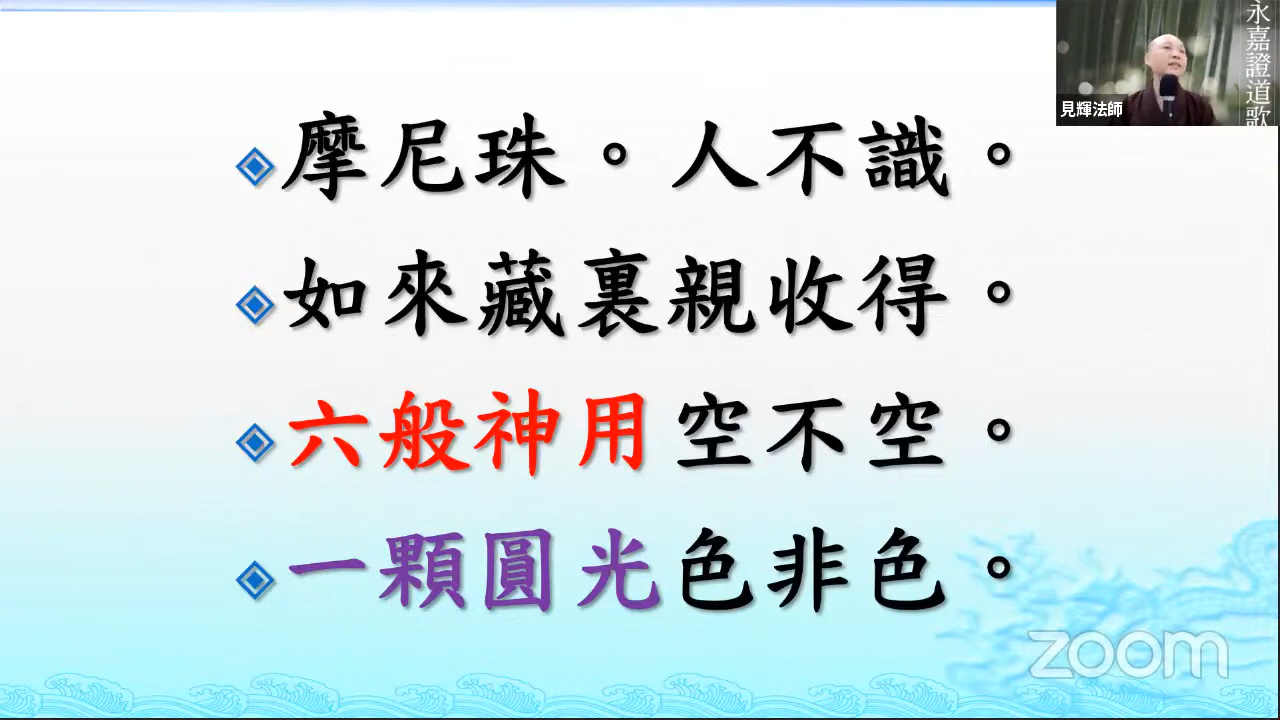 摩尼珠。人不識。
如來藏裏親收得。
六般神用空不空。
一顆圓光色非色。
永嘉證道歌
見輝法師
zoom